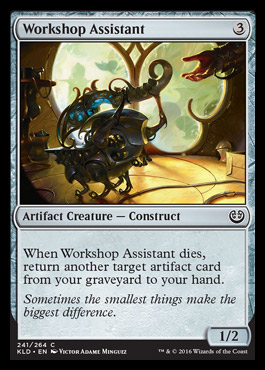 Workshop Assistant 3
Artifact Creature — Construct
When Workshop Assistant dies,
return another target artifact card
from your graveyard to your hand.
Sometimes the smallest things make the
biggest difference.
1/2
241/264 C
KLD • EN Victor Adame Minguez
™ & © 2016 Wizards of the Coast